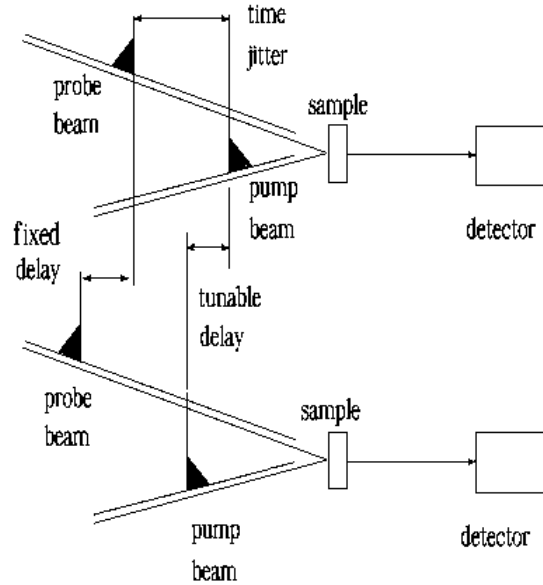 time
jitter
probe
beam
sample
pump
beam
detector
fixed
delay
tunable
delay
probe
beam
sample
pump
beam
detector